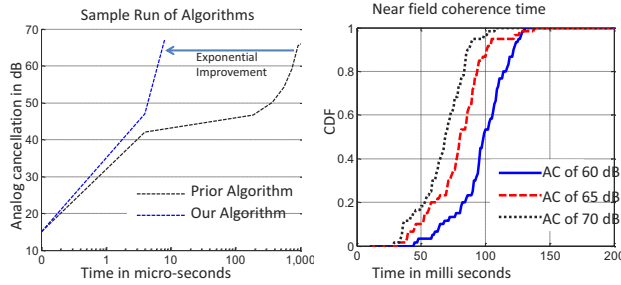 Sample Run of Algorithms
Analog cancellation in dB
70
60
50
40
30
20
10
Exponential
Improvement
Prior Algorithm
Our Algorithm
0
1
10
100
1,000
Time in micro-seconds
Near field coherence time
CDF
1
0.8
0.6
0.4
0.2
0
AC of 60 dB
AC of 65 dB
AC of 70 dB
0
50
100
150
200
Time in milli seconds